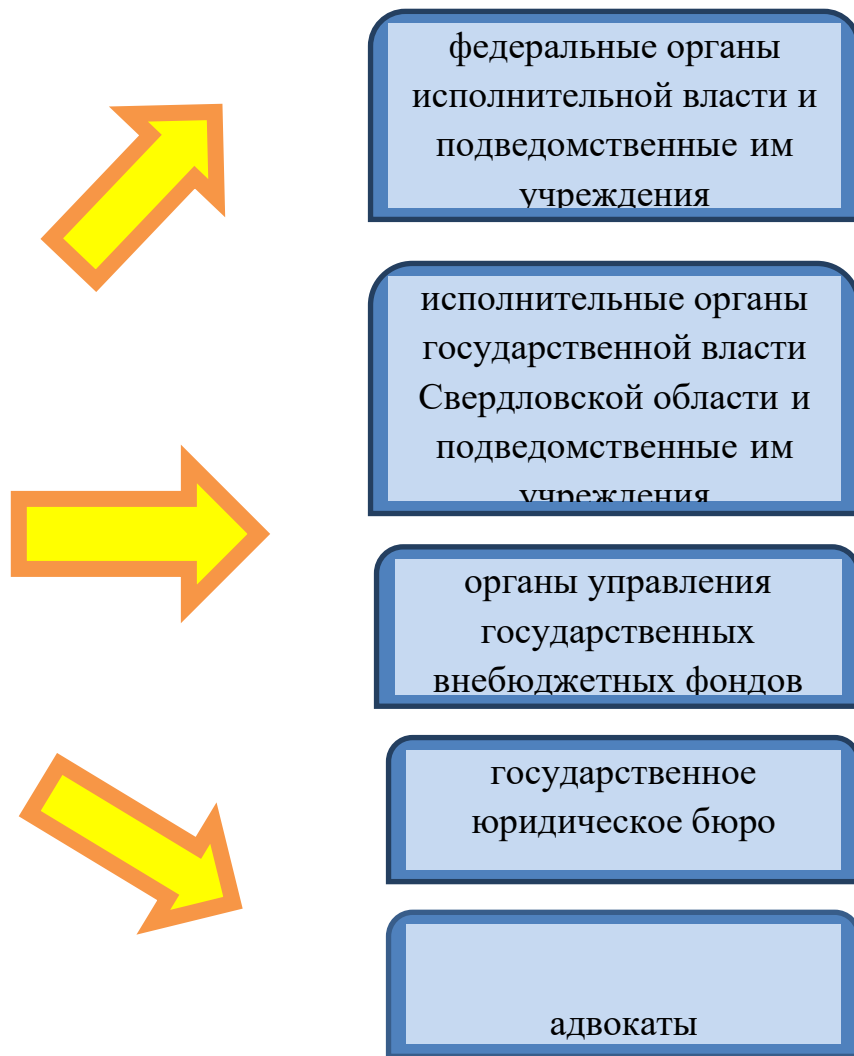 федеральные органы
исполнительной власти и
подведомственные им
учреждения
исполнительные органы
государственной власти
Свердловской области и
подведомственные им
учреждения
органы управления
государственных
внебюджетных фондов
государственное
юридическое бюро
адвокаты